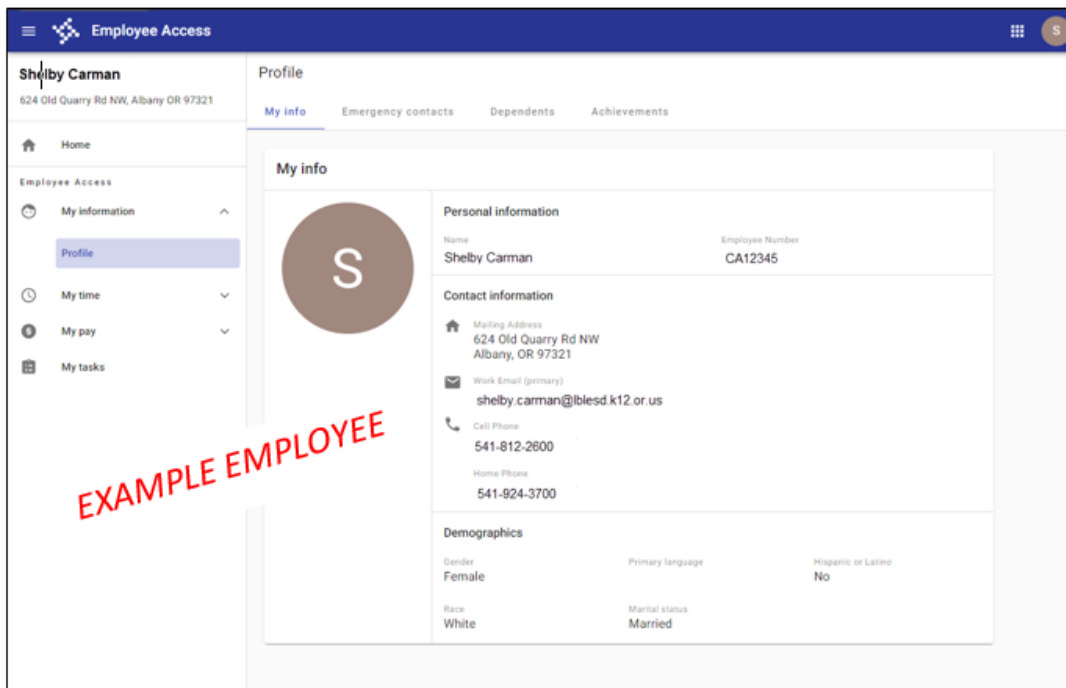 Employee Access
S
Shelby Carman
624 Old Quarry Rd NW, Albany OR 97321
Home
Employee Access
My information
Profile
My time
My pay
My tasks
Profile
My info
Emergency contacts
Dependents
Achievements
My info
S
Personal information
Name
Shelby Carman
Employee Number
CA12345
Contact information
Mailing Address
624 Old Quarry Rd NW
Albany, OR 97321
Work Email (primary)
shelby.carman@lblesd.k12.or.us
Cell Phone
541-812-2600
Home Phone
541-924-3700
Demographics
Gender
Female
Primary language
Hispanic or Latino
No
Race
White
Marital status
Married
EXAMPLE EMPLOYEE